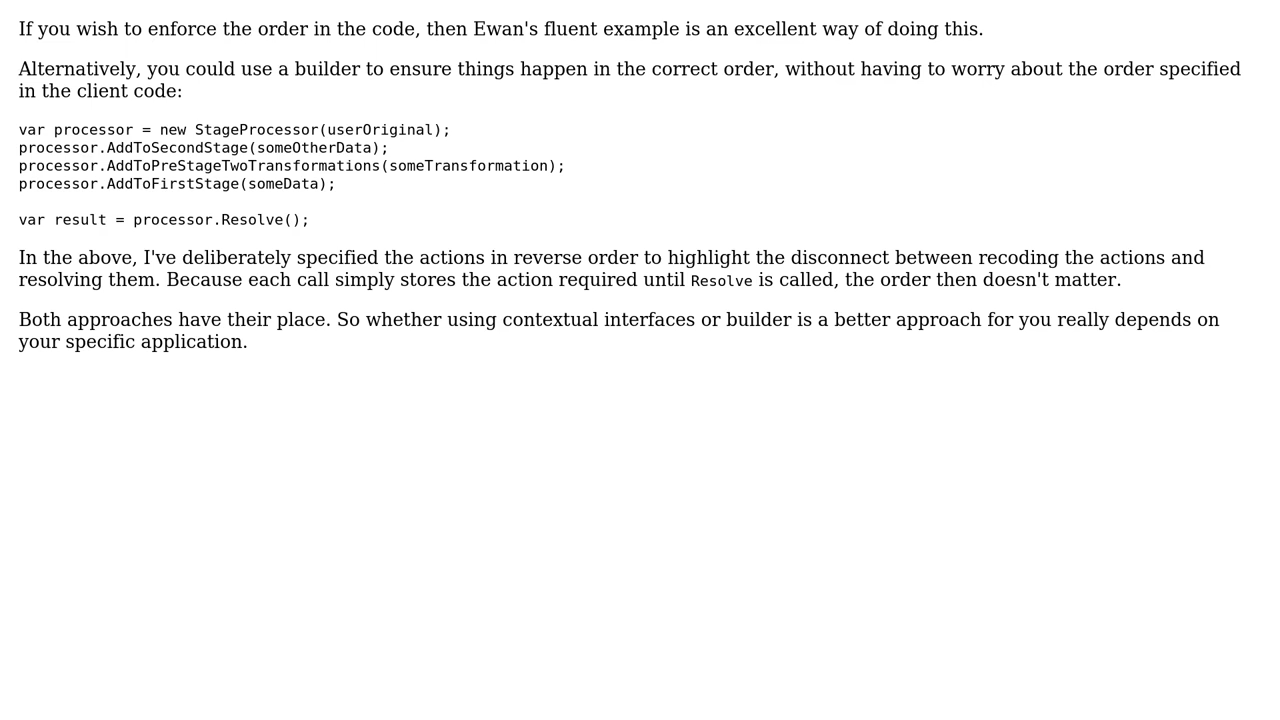 If you wish to enforce the order in the code, then Ewan's fluent example is an excellent way of doing this.
Alternatively, you could use a builder to ensure things happen in the correct order, without having to worry about the order specified
in the client code:
var processor = new StageProcessor(userOriginal);
processor.AddToSecondStage(someOtherData);
processor.AddToPreStageTwoTransformations(someTransformation);
processor.AddToFirstStage(someData);
var result = processor.Resolve();
In the above, I've deliberately specified the actions in reverse order to highlight the disconnect between recoding the actions and
resolving them. Because each call simply stores the action required until Resolve is called, the order then doesn't matter.
Both approaches have their place. So whether using contextual interfaces or builder is a better approach for you really depends on
your specific application.